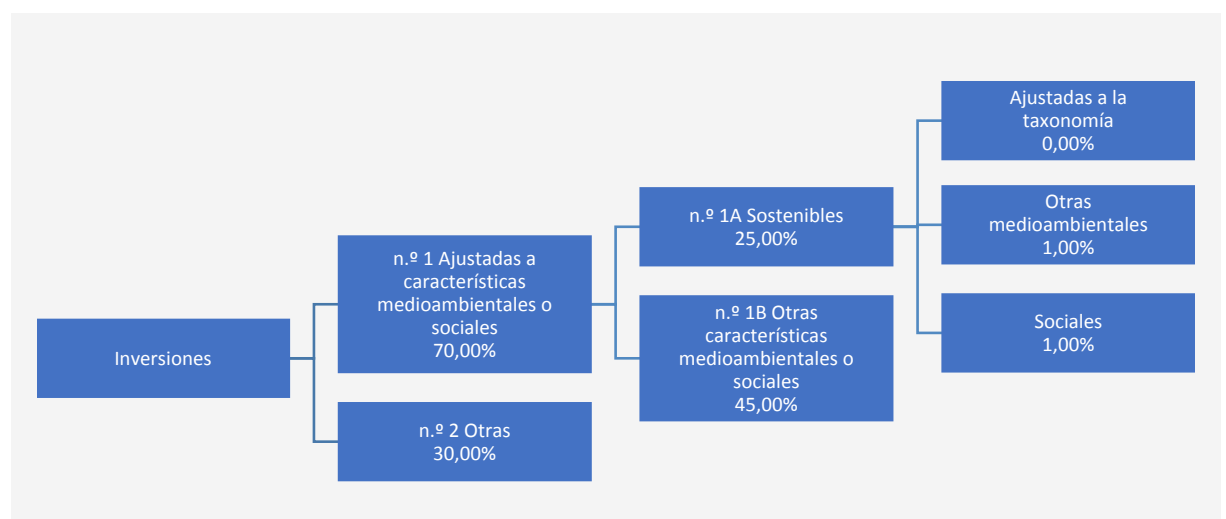 Inversiones
n.º 1 Ajustadas a
características
medioambientales o
sociales
70,00%
n.º 2 Otras
30,00%
n.º 1A Sostenibles
25,00%
n.º 1B Otras
características
medioambientales o
sociales
45,00%
Ajustadas a la
taxonomía
0,00%
Otras
medioambientales
1,00%
Sociales
1,00%